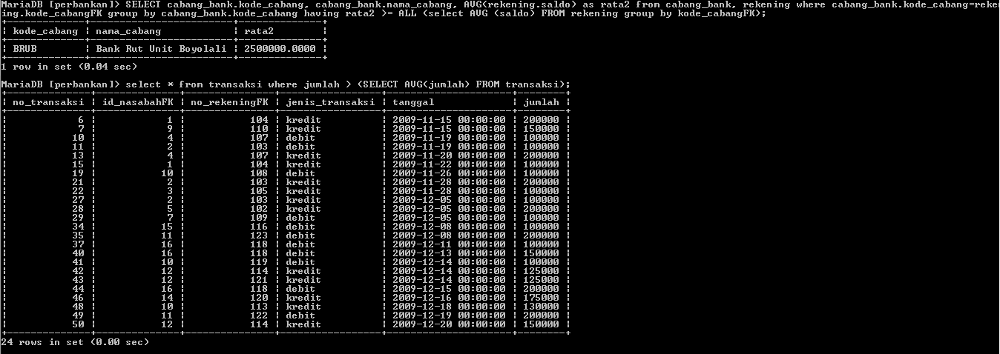 MariaDB [perbankan]> SELECT cabang_bank.kode_cabang, cabang_bank.nama_cabang, AVG(rekening.saldo) as rata2 from cabang_bank, rekening where cabang_bank.kode_cabang=reken
ing.kode_cabangFK group by cabang_bank.kode_cabang having rata2 >= ALL (select AVG (saldo) FROM rekening group by kode_cabangFK);
+-------------+-------------------------+--------------+
| kode_cabang | nama_cabang | rata2 |
+-------------+-------------------------+--------------+
| BRUB | Bank Rut Unit Boyolali | 2500000.0000 |
+-------------+-------------------------+--------------+
1 row in set (0.04 sec)
MariaDB [perbankan]> select * from transaksi where jumlah > (SELECT AVG(jumlah) FROM transaksi);
+--------------+--------------+---------------+-----------------+---------------------+--------+
| no_transaksi | id_nasabahFK | no_rekeningFK | jenis_transaksi | tanggal | jumlah |
+--------------+--------------+---------------+-----------------+---------------------+--------+
| 6 | 1 | 104 | kredit | 2009-11-15 00:00:00 | 200000 |
| 7 | 9 | 110 | kredit | 2009-11-15 00:00:00 | 150000 |
| 10 | 4 | 107 | debit | 2009-11-19 00:00:00 | 100000 |
| 11 | 2 | 103 | debit | 2009-11-19 00:00:00 | 100000 |
| 13 | 4 | 107 | kredit | 2009-11-20 00:00:00 | 200000 |
| 15 | 1 | 104 | kredit | 2009-11-22 00:00:00 | 100000 |
| 19 | 10 | 108 | debit | 2009-11-26 00:00:00 | 100000 |
| 21 | 2 | 103 | kredit | 2009-11-28 00:00:00 | 200000 |
| 22 | 3 | 105 | kredit | 2009-11-28 00:00:00 | 100000 |
| 27 | 2 | 103 | kredit | 2009-12-05 00:00:00 | 100000 |
| 28 | 5 | 102 | kredit | 2009-12-05 00:00:00 | 200000 |
| 29 | 7 | 109 | debit | 2009-12-05 00:00:00 | 100000 |
| 34 | 15 | 116 | debit | 2009-12-08 00:00:00 | 100000 |
| 35 | 11 | 123 | debit | 2009-12-08 00:00:00 | 200000 |
| 37 | 16 | 118 | debit | 2009-12-11 00:00:00 | 100000 |
| 40 | 16 | 118 | debit | 2009-12-13 00:00:00 | 150000 |
| 41 | 10 | 119 | debit | 2009-12-14 00:00:00 | 100000 |
| 42 | 12 | 114 | kredit | 2009-12-14 00:00:00 | 125000 |
| 43 | 12 | 121 | kredit | 2009-12-14 00:00:00 | 125000 |
| 44 | 16 | 118 | debit | 2009-12-15 00:00:00 | 200000 |
| 46 | 14 | 120 | kredit | 2009-12-16 00:00:00 | 175000 |
| 48 | 10 | 113 | kredit | 2009-12-18 00:00:00 | 130000 |
| 49 | 11 | 122 | debit | 2009-12-19 00:00:00 | 200000 |
| 50 | 12 | 114 | kredit | 2009-12-20 00:00:00 | 150000 |
+--------------+--------------+---------------+-----------------+---------------------+--------+
24 rows in set (0.00 sec)